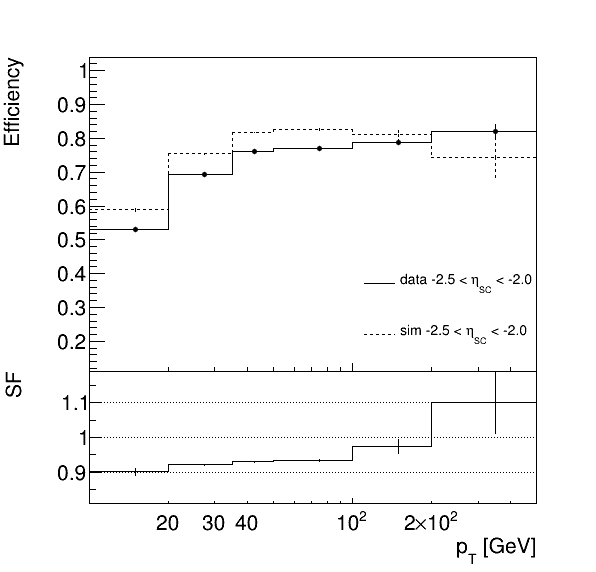 Efficiency
1
0.9
0.8
0.7
0.6
0.5
0.4
0.3
0.2
data -2.5 < η_SC < -2.0
sim -2.5 < η_SC < -2.0
SF
1.1
1
0.9
20 30 40 10² 2×10²
p_T [GeV]